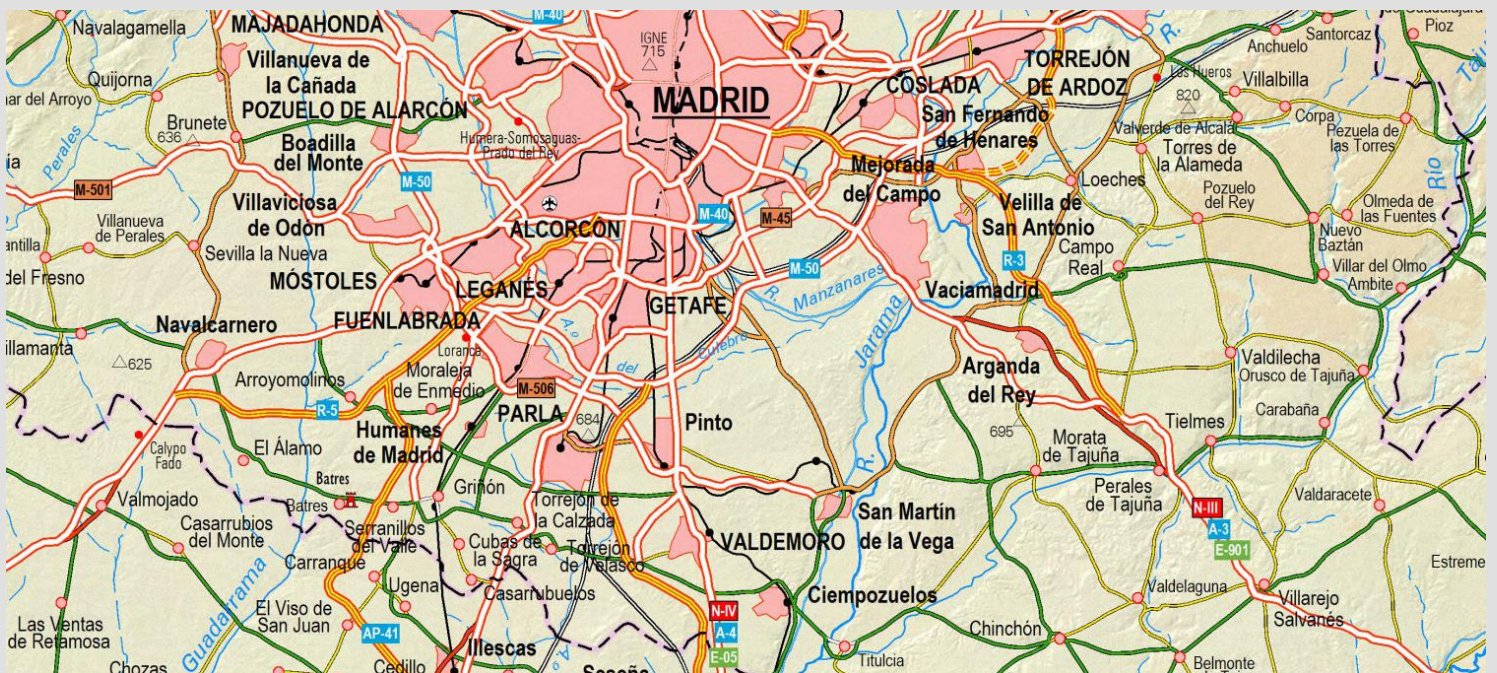 Navalagamella
MAJADAHONDA
M-40
IGNE
715
R.
Santorcaz
Anchuelo
Pioz
Quijorna
Villanueva de
la Cañada
POZUELO DE ALARCÓN
MADRID
COSLADA
TORREJÓN
DE ARDOZ
Los Hueros
Villalbilla
820
Corpa
mar del Arroyo
Brunete
636
Perales
Boadilla
del Monte
Humera-Somosaguas-
Prado del Rey
San Fernando
de Henares
Valverde de Alcalá
Torres de
la Alameda
Pezuela de
las Torres
M-501
M-50
Mejorada
del Campo
Loeches
Río
Villaviciosa
de Odón
M-40
M-45
Velilla de
San Antonio
Pozuelo
del Rey
Olmeda de
las Fuentes
Villanueva
de Perales
Sevilla la Nueva
ALCORCÓN
Campo
Real
Nuevo
Baztán
del Fresno
MÓSTOLES
LEGANÉS
M-50
R-3
Villar del Olmo
Ambite
GETAFE
R.
Manzanares
Vaciamadrid
Navalcarnero
FUENLABRADA
A.º
del
Culebro
Jarama
illamanta
625
Loranca
Arroyomolinos
Moraleja
de Enmedio
M-506
Arganda
del Rey
Valdilecha
Orusco de Tajuña
R-5
PARLA
684
Pinto
Tielmes
Carabaña
Calypo
Fado
El Álamo
Humanes
de Madrid
695
Morata
de Tajuña
R.
Batres
Batres
Griñón
Valmojado
Casarrubios
del Monte
Serranillos
del Valle
Torrejón de
la Calzada
San Martín
de la Vega
Perales
de Tajuña
Valdaracete
N-III
A-3
E-901
Carranque
Cubas de
la Sagra
Torrejón
de Velasco
VALDEMORO
Estreme
Ugena
Casarrubuelos
Ciempozuelos
Valdelaguna
Villarejo
Salvanés
Guadarrama
El Viso de
San Juan
N-IV
A-4
E-05
Las Ventas
de Retamosa
AP-41
Illescas
A.º
Chinchón
Titulcia
Chozas
Cedillo
Seseña
Belmonte